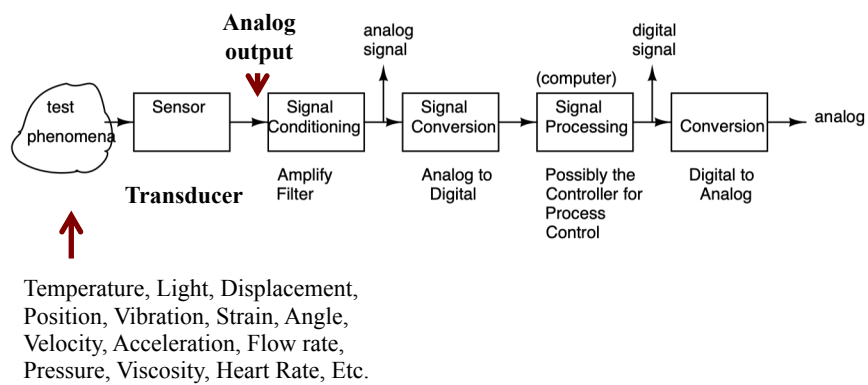 Analog
output
analog
signal
digital
signal
(computer)
test
phenomena
Sensor
Signal
Conditioning
Signal
Conversion
Signal
Processing
Conversion
analog
Transducer
Amplify
Filter
Analog to
Digital
Possibly the
Controller for
Process
Control
Digital to
Analog
Temperature, Light, Displacement,
Position, Vibration, Strain, Angle,
Velocity, Acceleration, Flow rate,
Pressure, Viscosity, Heart Rate, Etc.